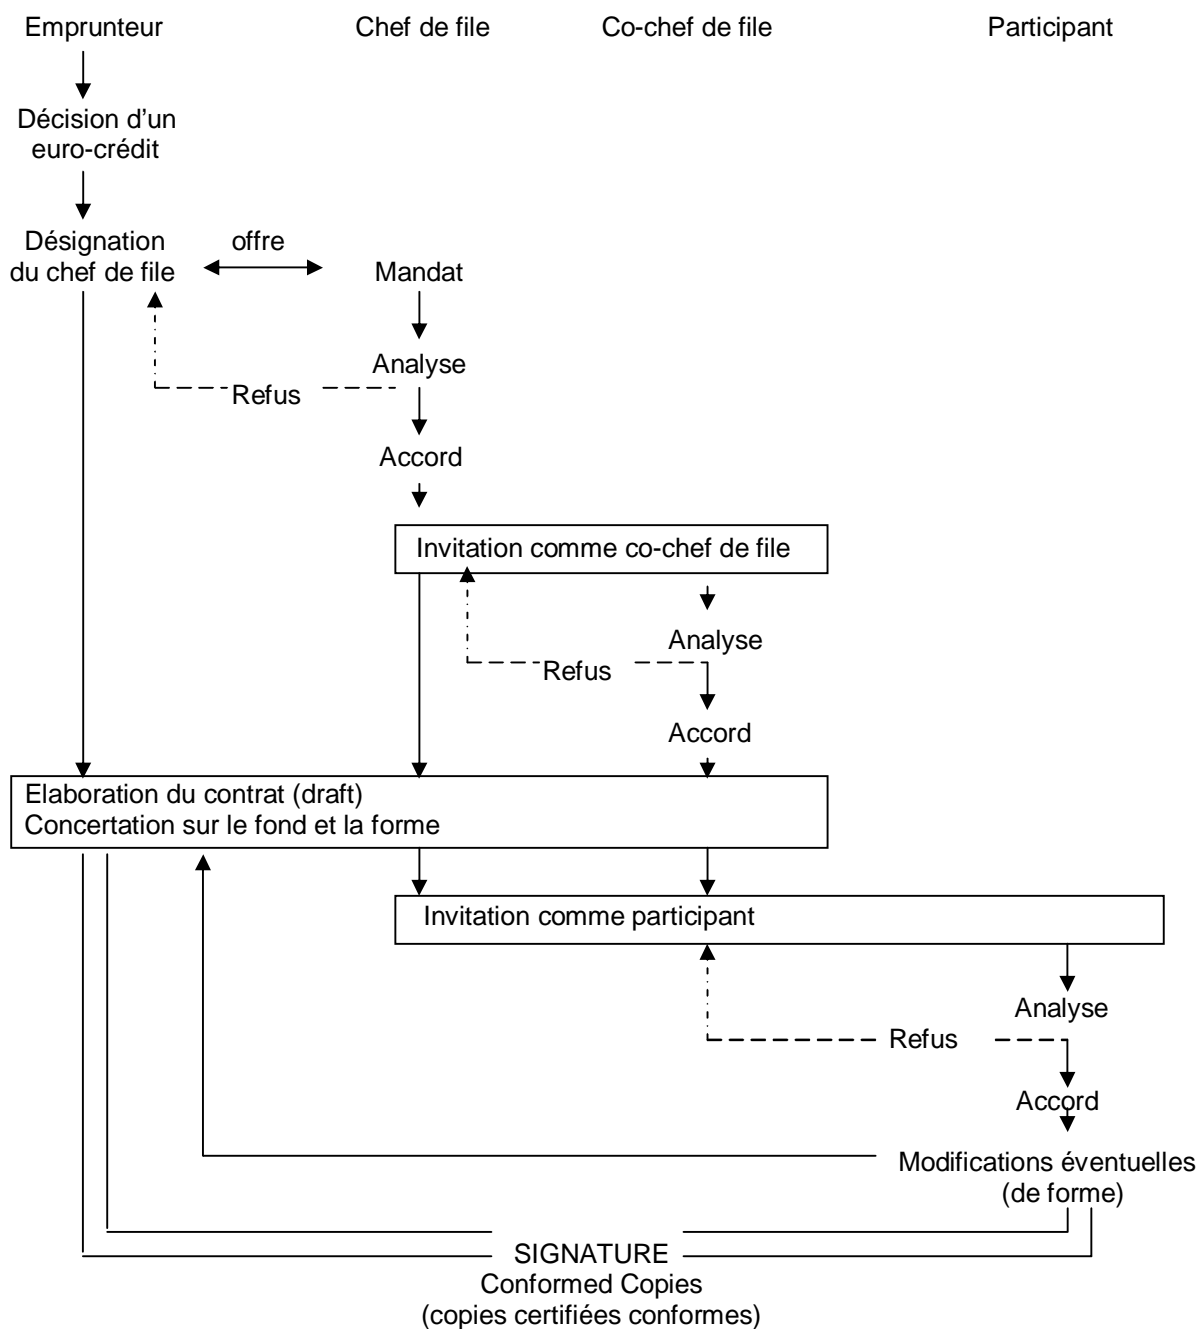 Emprunteur
Chef de file
Co-chef de file
Participant
Décision d'un
euro-crédit
Désignation
du chef de file
offre
Mandat
Analyse
Refus
Accord
Invitation comme co-chef de file
Analyse
Refus
Accord
Elaboration du contrat (draft)
Concertation sur le fond et la forme
Invitation comme participant
Analyse
Refus
Accord
Modifications éventuelles
(de forme)
SIGNATURE
Conformed Copies
(copies certifiées conformes)